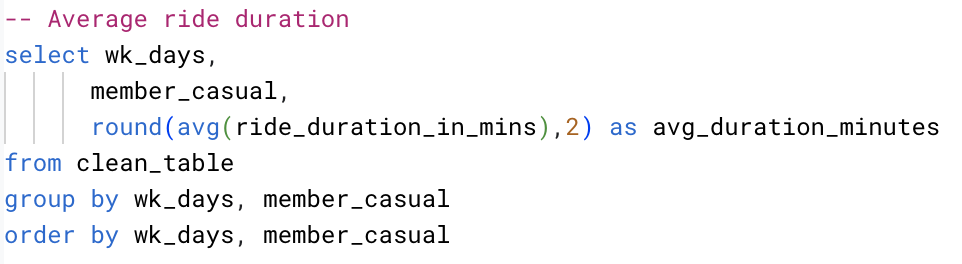 -- Average ride duration
select wk_days,
member_casual,
round(avg(ride_duration_in_mins),2) as avg_duration_minutes
from clean_table
group by wk_days, member_casual
order by wk_days, member_casual